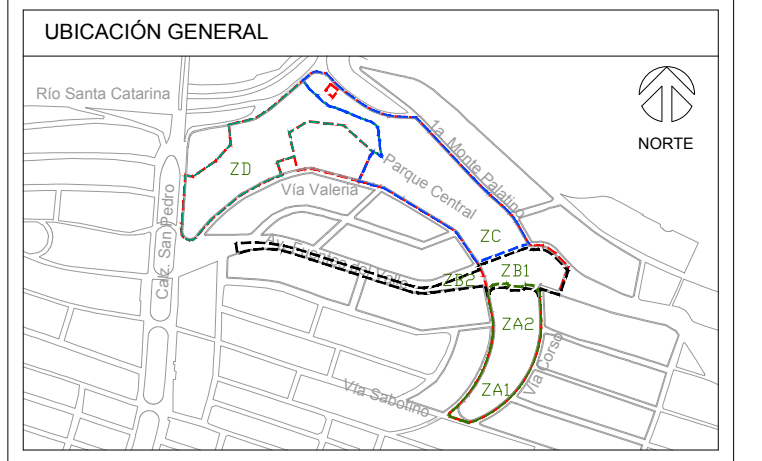 UBICACIÓN GENERAL
Río Santa Catarina
NORTE
1a. Monte Palatino
ZD
Parque Central
Vía Valeria
Calz. San Pedro
ZC
ZB1
ZB2
ZA2
Vía Corso
ZA1
Vía Sabotino